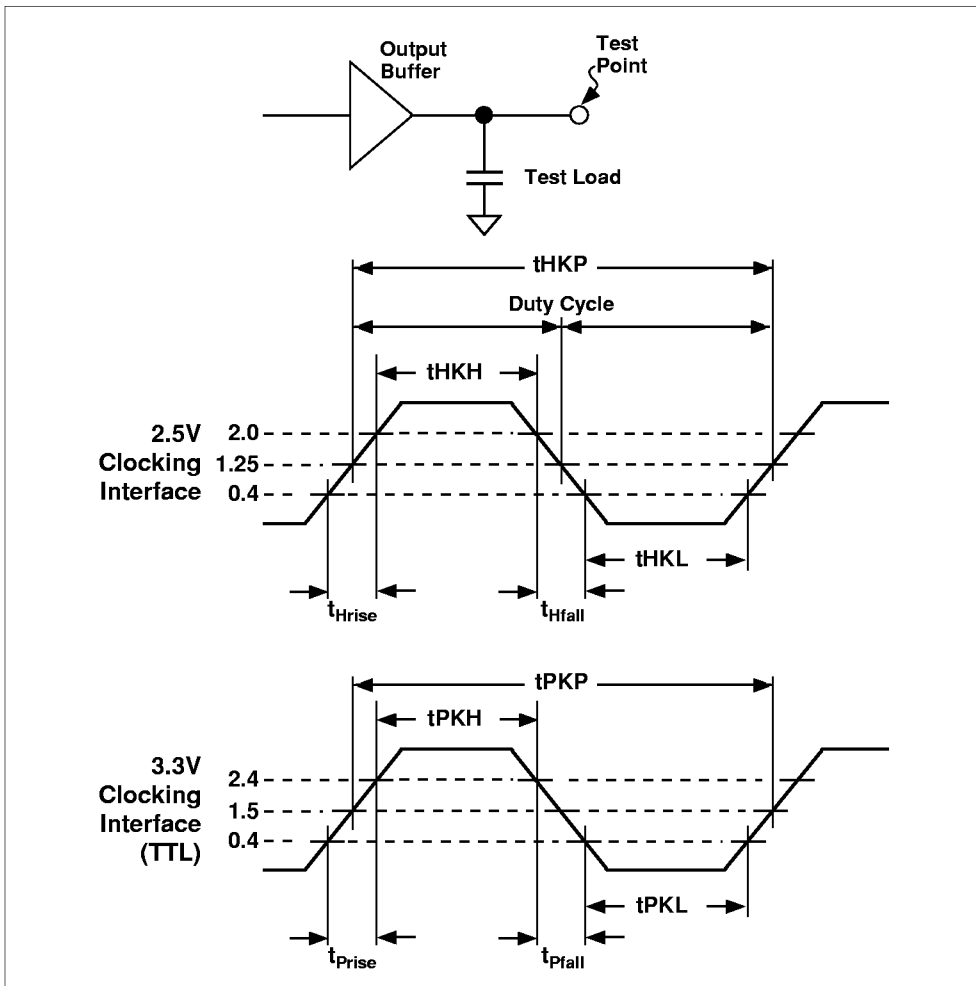 Output
Buffer
Test
Point
Test Load
tHKP
Duty Cycle
tHKH
2.5V
Clocking
Interface
2.0
1.25
0.4
tHKL
tHrise
tHfall
tPKP
tPKH
3.3V
Clocking
Interface
(TTL)
2.4
1.5
0.4
tPKL
tPrise
tPfall